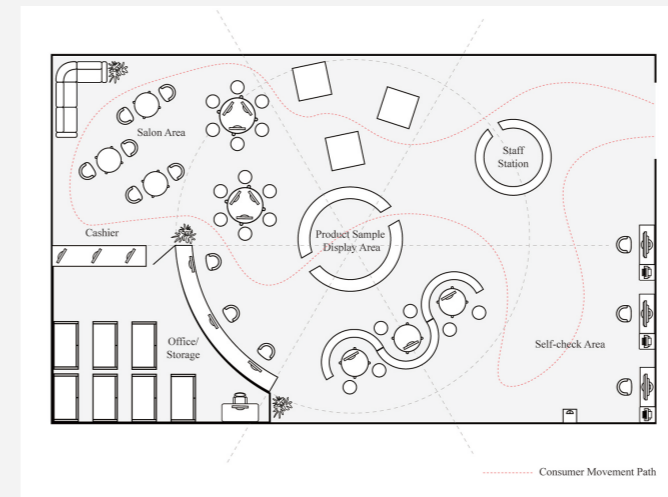 Salon Area
Staff
Station
Cashier
Product Sample
Display Area
Office/
Storage
Self-check Area
Consumer Movement Path